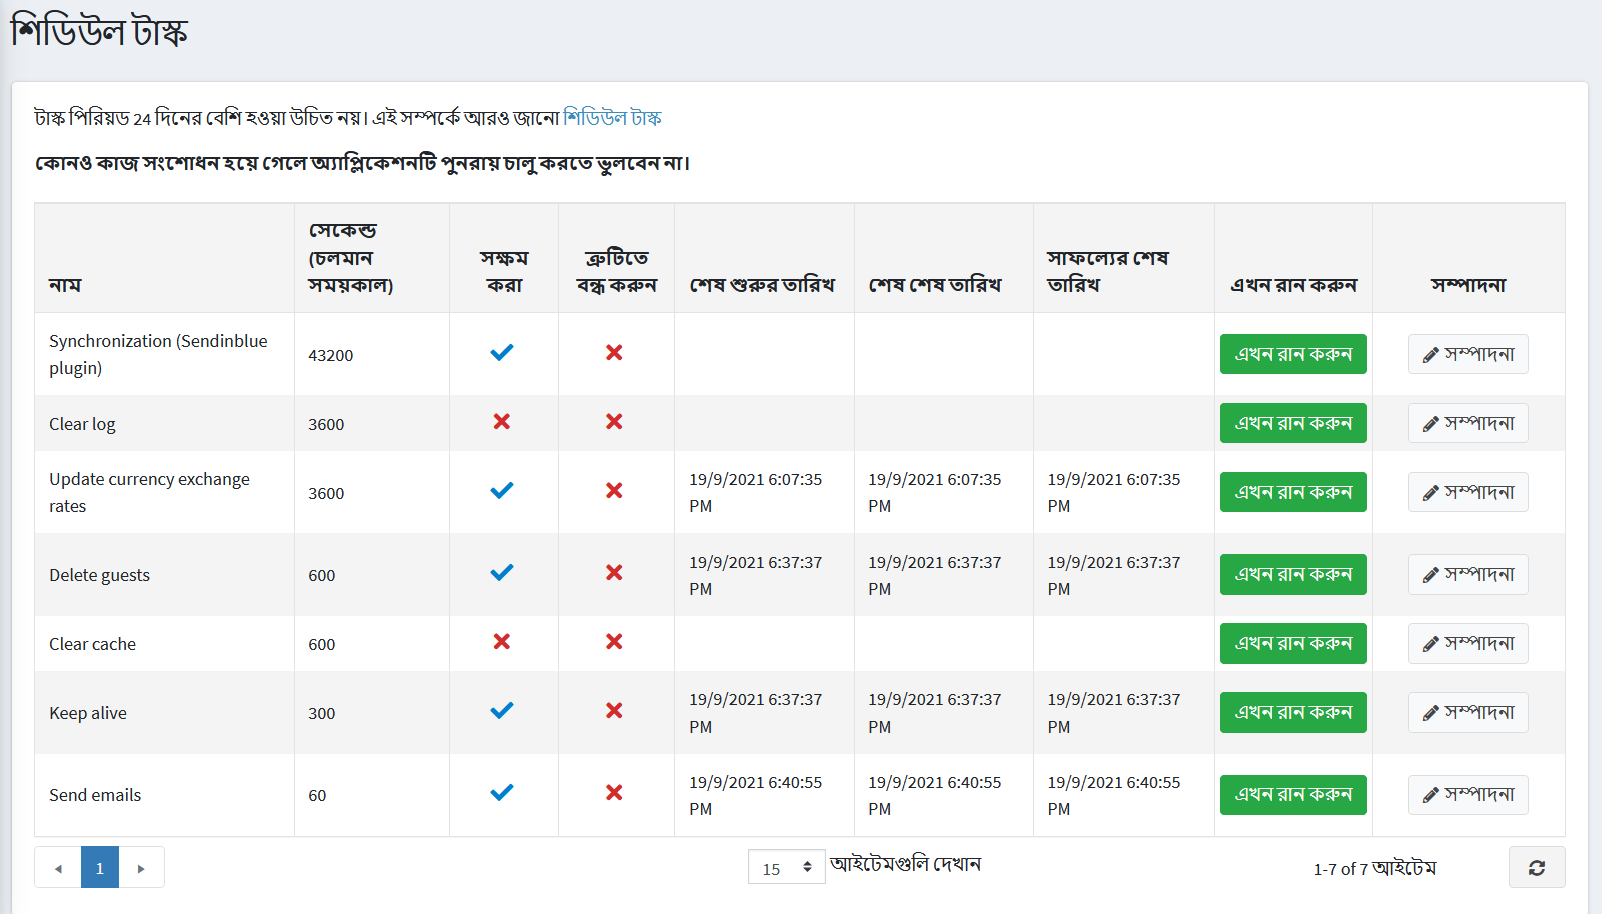 শিডিউল টাস্ক
টাস্ক পিরিয়ড 24 দিনের বেশি হওয়া উচিত নয়। এই সম্পর্কে আরও জানো শিডিউল টাস্ক
কোনও কাজ সংশোধন হয়ে গেলে অ্যাপ্লিকেশনটি পুনরায় চালু করতে ভুলবেন না।
নাম
সেকেন্ড
(চলমান
সময়কাল)
সক্ষম
করা
ত্রুটিতে
বন্ধ করুন
শেষ শুরুর তারিখ
শেষ শেষ তারিখ
সাফল্যের শেষ
তারিখ
এখন রান করুন
সম্পাদনা
Synchronization (Sendinblue
plugin)
43200
এখন রান করুন
সম্পাদনা
Clear log
3600
এখন রান করুন
সম্পাদনা
Update currency exchange
rates
3600
19/9/2021 6:07:35
PM
19/9/2021 6:07:35
PM
19/9/2021 6:07:35
PM
এখন রান করুন
সম্পাদনা
Delete guests
600
19/9/2021 6:37:37
PM
19/9/2021 6:37:37
PM
19/9/2021 6:37:37
PM
এখন রান করুন
সম্পাদনা
Clear cache
600
এখন রান করুন
সম্পাদনা
Keep alive
300
19/9/2021 6:37:37
PM
19/9/2021 6:37:37
PM
19/9/2021 6:37:37
PM
এখন রান করুন
সম্পাদনা
Send emails
60
19/9/2021 6:40:55
PM
19/9/2021 6:40:55
PM
19/9/2021 6:40:55
PM
এখন রান করুন
সম্পাদনা
1
15 আইটেমগুলি দেখান
1-7 of 7 আইটেম